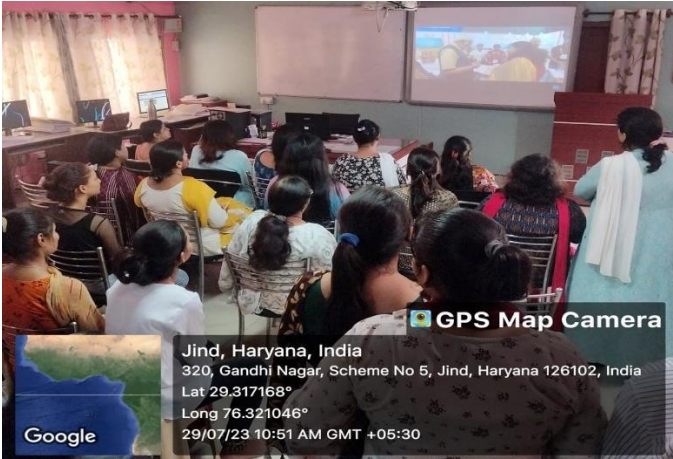 GPS Map Camera
Jind, Haryana, India
320, Gandhi Nagar, Scheme No 5, Jind, Haryana 126102, India
Lat 29.317168°
Long 76.321046°
29/07/23 10:51 AM GMT +05:30
Google